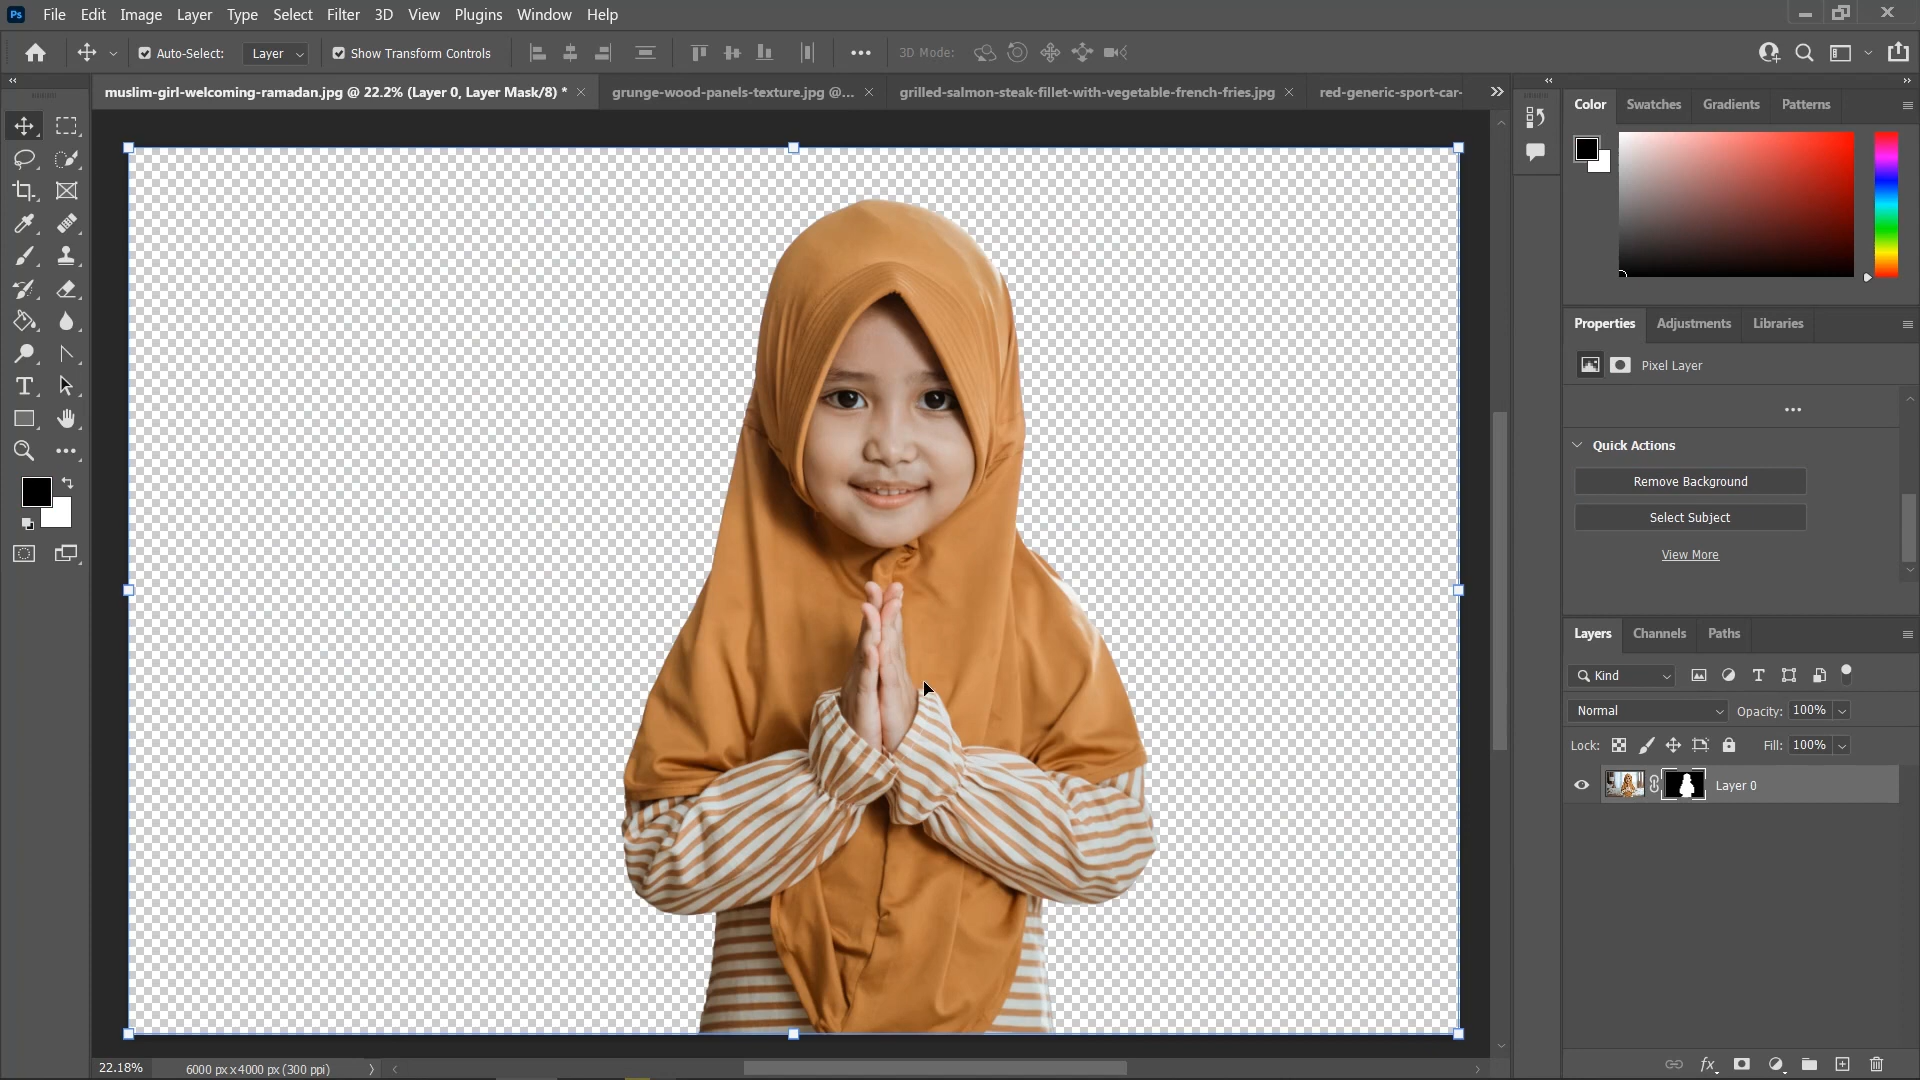 Ps File Edit Image Layer Type Select Filter 3D View Plugins Window Help
Auto-Select: Layer Show Transform Controls 3D Mode:
muslim-girl-welcoming-ramadan.jpg @ 22.2% (Layer 0, Layer Mask/8) * grunge-wood-panels-texture.jpg @... grilled-salmon-steak-fillet-with-vegetable-french-fries.jpg red-generic-sport-car-
Color Swatches Gradients Patterns
Properties Adjustments Libraries
Pixel Layer
Quick Actions
Remove Background
Select Subject
View More
Layers Channels Paths
Kind
Normal Opacity: 100%
Lock: Fill: 100%
Layer 0
22.18% 6000 px x 4000 px (300 ppi)
fx